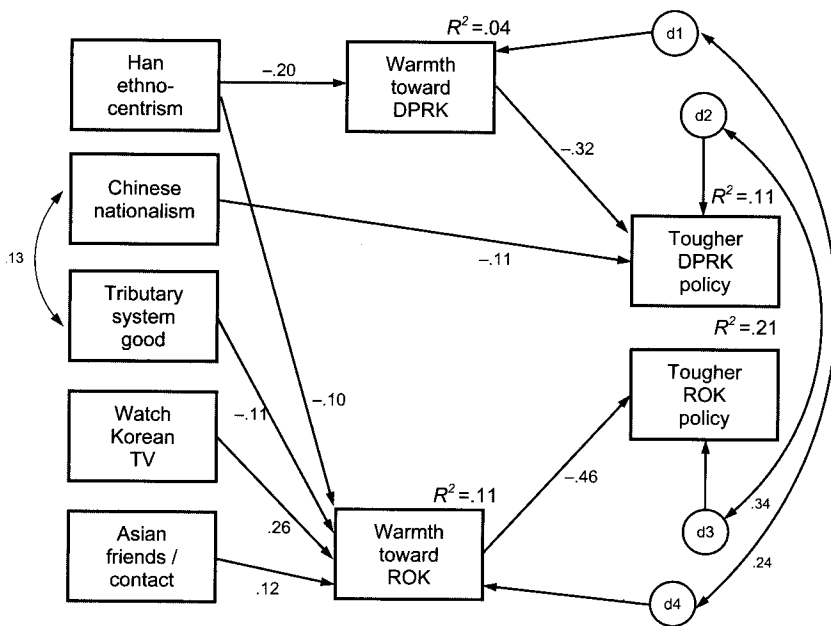 Han
ethno-
centrism
–.20
R² =.04
Warmth
toward
DPRK
d1
d2
–.32
R² =.11
Chinese
nationalism
–.11
Tougher
DPRK
policy
.13
Tributary
system
good
R² =.21
Tougher
ROK
policy
–.11
–.10
Watch
Korean
TV
–.46
R² =.11
.26
Warmth
toward
ROK
d3
.34
.24
Asian
friends /
contact
.12
d4